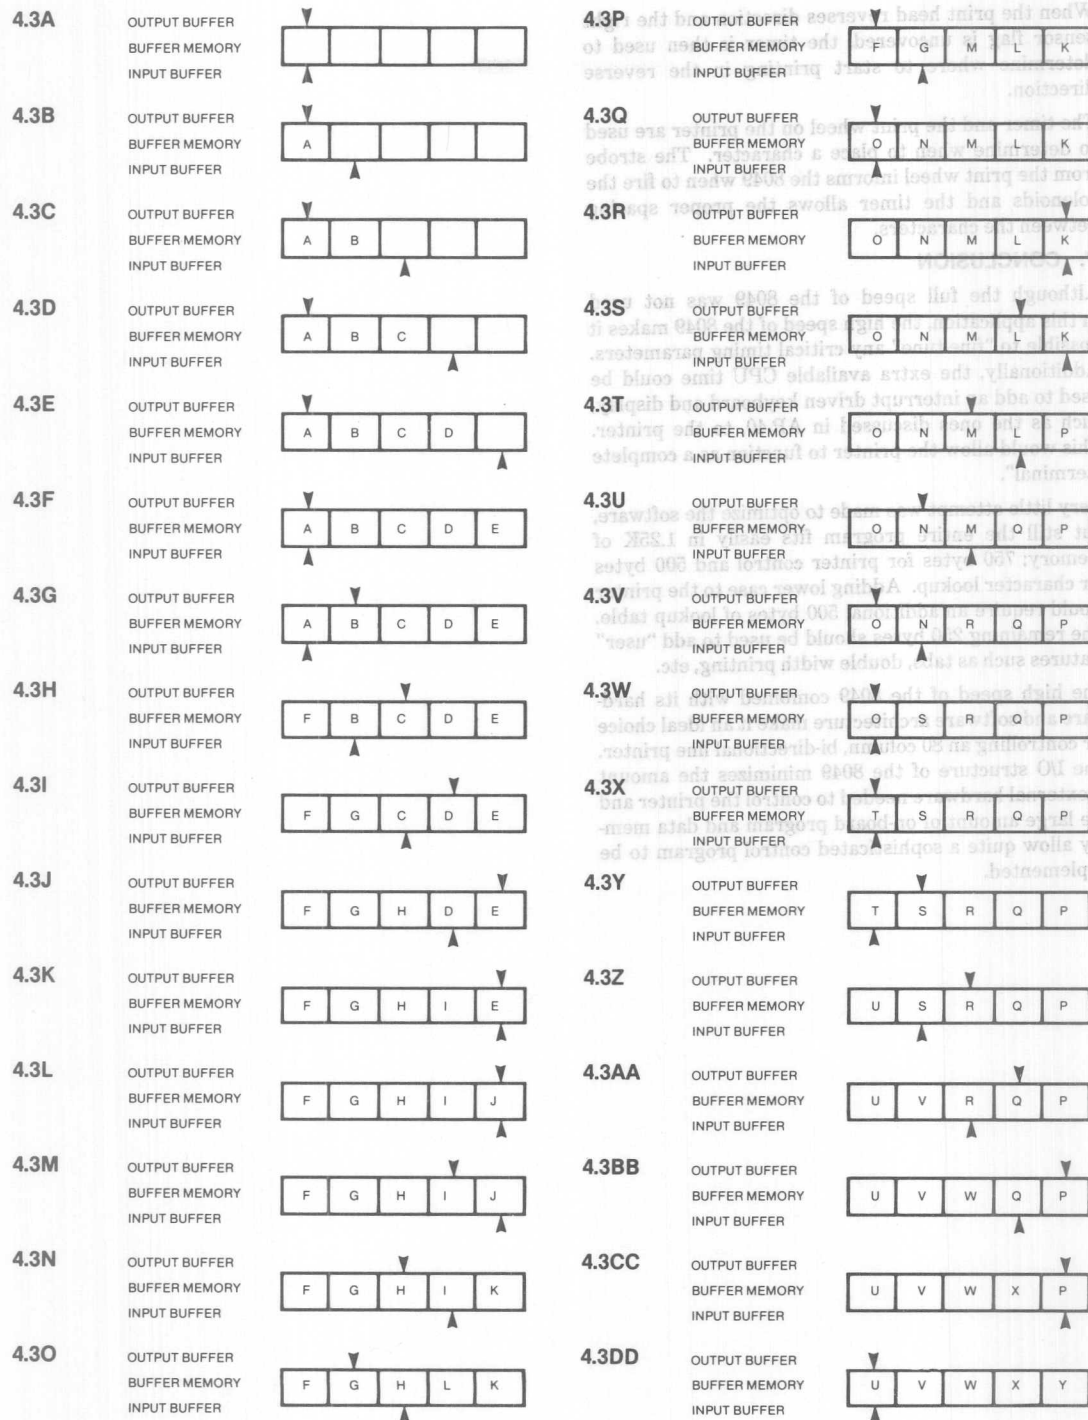 4.3A OUTPUT BUFFER
BUFFER MEMORY
INPUT BUFFER
4.3B OUTPUT BUFFER
BUFFER MEMORY A
INPUT BUFFER
4.3C OUTPUT BUFFER
BUFFER MEMORY A B
INPUT BUFFER
4.3D OUTPUT BUFFER
BUFFER MEMORY A B C
INPUT BUFFER
4.3E OUTPUT BUFFER
BUFFER MEMORY A B C D
INPUT BUFFER
4.3F OUTPUT BUFFER
BUFFER MEMORY A B C D E
INPUT BUFFER
4.3G OUTPUT BUFFER
BUFFER MEMORY A B C D E
INPUT BUFFER
4.3H OUTPUT BUFFER
BUFFER MEMORY F B C D E
INPUT BUFFER
4.3I OUTPUT BUFFER
BUFFER MEMORY F G C D E
INPUT BUFFER
4.3J OUTPUT BUFFER
BUFFER MEMORY F G H D E
INPUT BUFFER
4.3K OUTPUT BUFFER
BUFFER MEMORY F G H I E
INPUT BUFFER
4.3L OUTPUT BUFFER
BUFFER MEMORY F G H I J
INPUT BUFFER
4.3M OUTPUT BUFFER
BUFFER MEMORY F G H I J
INPUT BUFFER
4.3N OUTPUT BUFFER
BUFFER MEMORY F G H I K
INPUT BUFFER
4.3O OUTPUT BUFFER
BUFFER MEMORY F G H L K
INPUT BUFFER
4.3P OUTPUT BUFFER
BUFFER MEMORY F G M L K
INPUT BUFFER
4.3Q OUTPUT BUFFER
BUFFER MEMORY O N M L K
INPUT BUFFER
4.3R OUTPUT BUFFER
BUFFER MEMORY O N M L K
INPUT BUFFER
4.3S OUTPUT BUFFER
BUFFER MEMORY O N M L K
INPUT BUFFER
4.3T OUTPUT BUFFER
BUFFER MEMORY O N M L P
INPUT BUFFER
4.3U OUTPUT BUFFER
BUFFER MEMORY O N M Q P
INPUT BUFFER
4.3V OUTPUT BUFFER
BUFFER MEMORY O N R Q P
INPUT BUFFER
4.3W OUTPUT BUFFER
BUFFER MEMORY O S R Q P
INPUT BUFFER
4.3X OUTPUT BUFFER
BUFFER MEMORY T S R Q P
INPUT BUFFER
4.3Y OUTPUT BUFFER
BUFFER MEMORY T S R Q P
INPUT BUFFER
4.3Z OUTPUT BUFFER
BUFFER MEMORY U S R Q P
INPUT BUFFER
4.3AA OUTPUT BUFFER
BUFFER MEMORY U V R Q P
INPUT BUFFER
4.3BB OUTPUT BUFFER
BUFFER MEMORY U V W Q P
INPUT BUFFER
4.3CC OUTPUT BUFFER
BUFFER MEMORY U V W X P
INPUT BUFFER
4.3DD OUTPUT BUFFER
BUFFER MEMORY U V W X Y
INPUT BUFFER